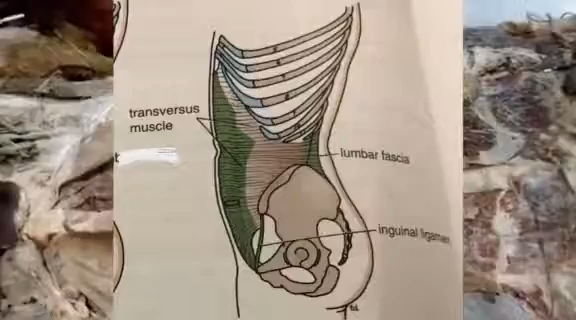 transversus
muscle
t
lumbar fascia
inguinal ligament